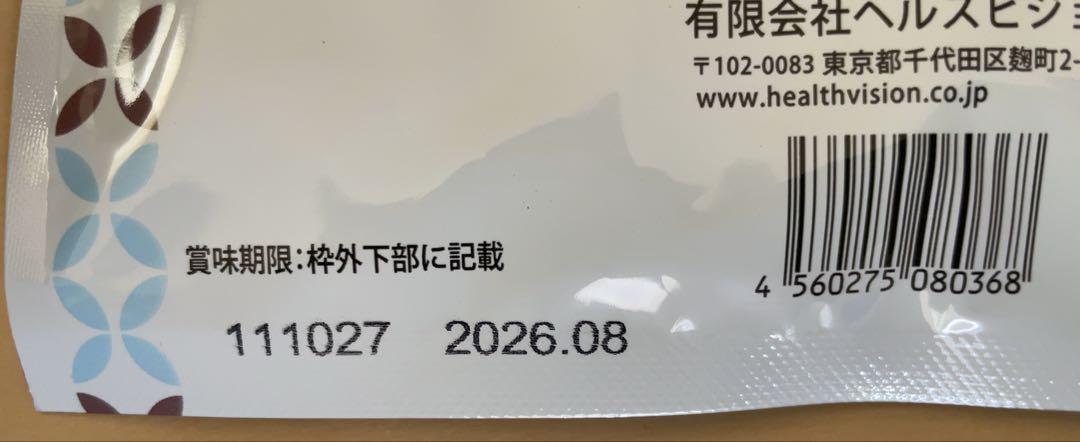 有限会社ヘルスビジョ
〒102-0083 東京都千代田区麹町2-
www.healthvision.co.jp
4 560275 080368
賞味期限:枠外下部に記載
111027 2026.08